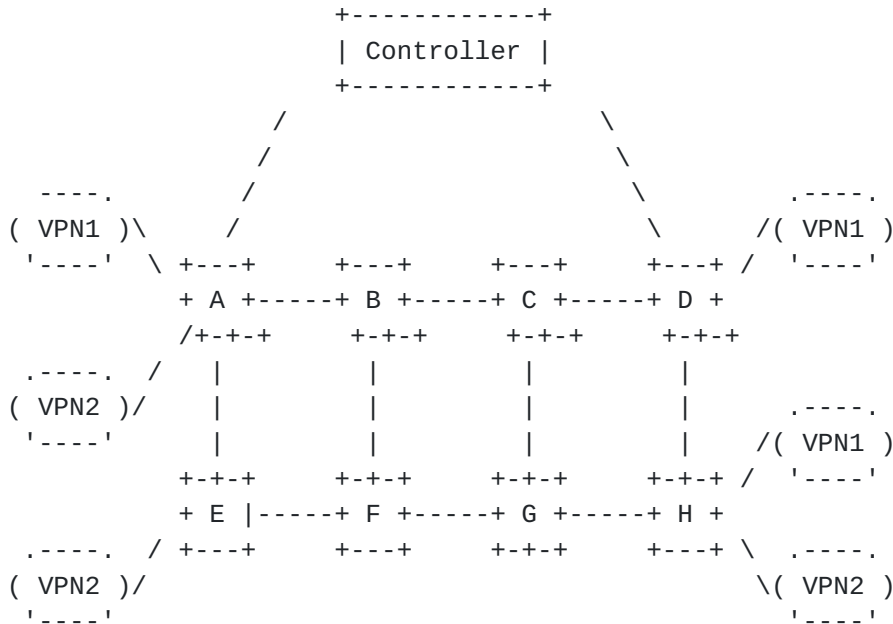 Controller
VPN1 VPN1
A B C D
VPN2
VPN1
E F G H
VPN2 VPN2